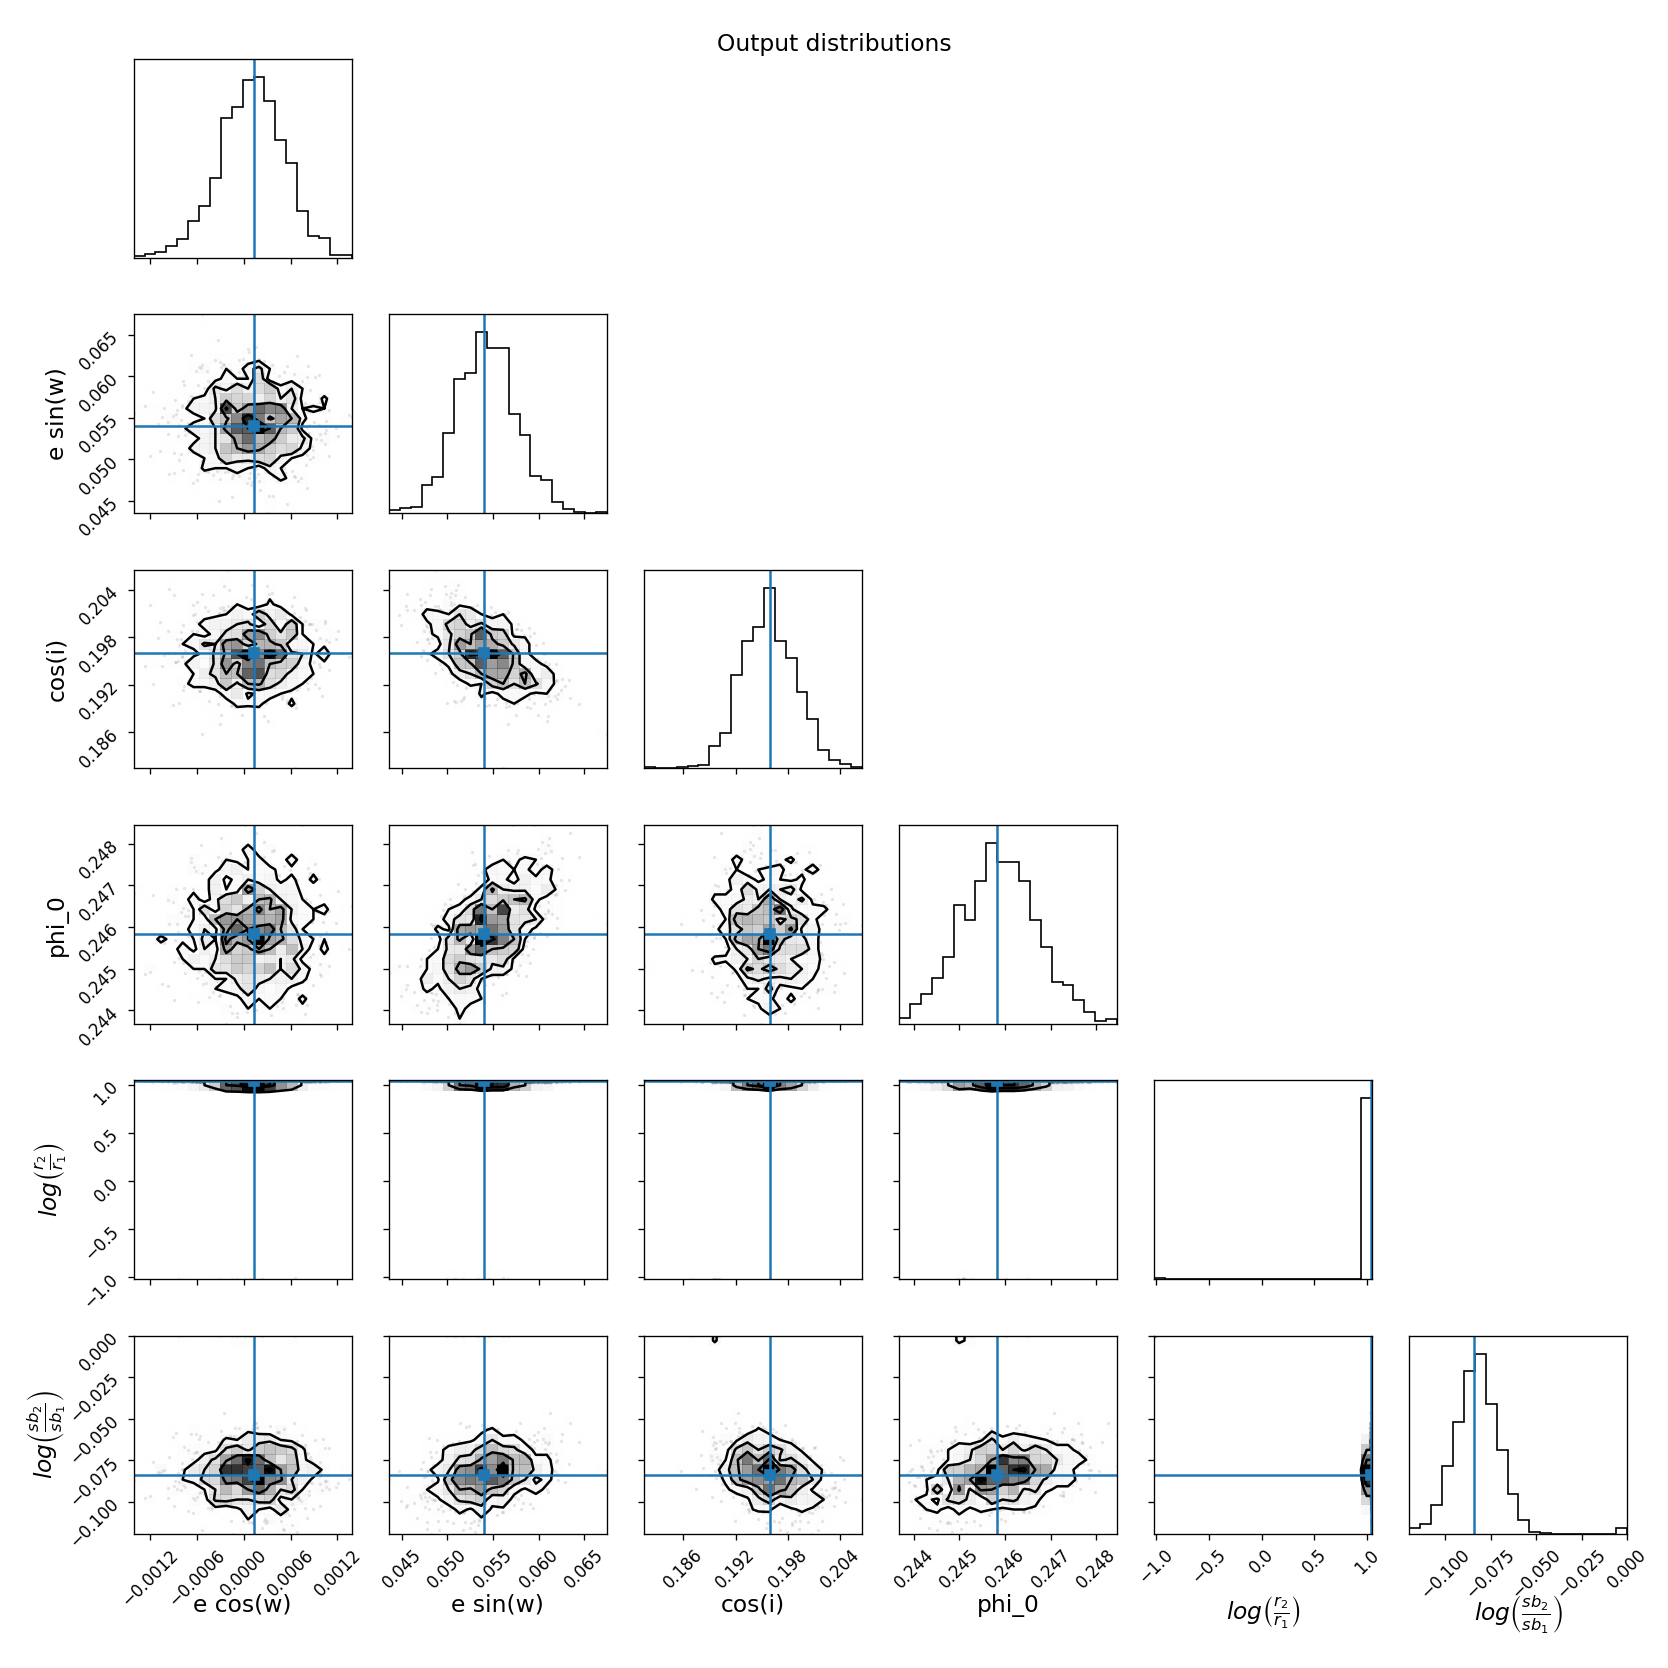 Output distributions
e sin(w)
0.065
0.060
0.055
0.050
0.045
cos(i)
0.204
0.198
0.192
0.186
phi_0
0.248
0.247
0.246
0.245
0.244
log(r2/r1)
1.0
0.5
0.0
−0.5
−1.0
log(sb2/sb1)
0.000
−0.025
−0.050
−0.075
−0.100
−0.0012 −0.0006 0.0000 0.0006 0.0012
e cos(w)
0.045 0.050 0.055 0.060 0.065
e sin(w)
0.186 0.192 0.198 0.204
cos(i)
0.244 0.245 0.246 0.247 0.248
phi_0
−1.0 −0.5 0.0 0.5 1.0
log(r2/r1)
−0.100 −0.075 −0.050 −0.025 0.000
log(sb2/sb1)